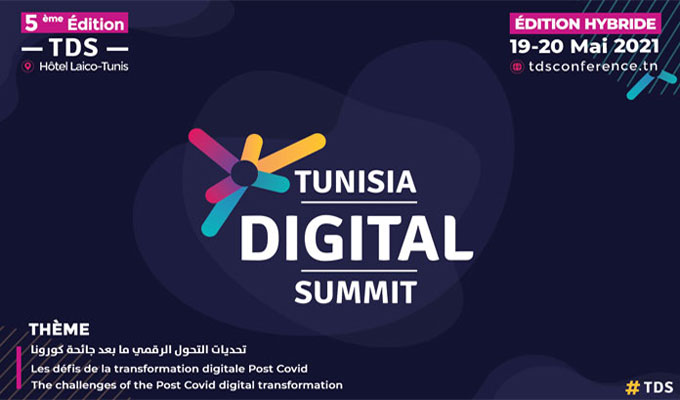 5 ème Édition
TDS
Hôtel Laico-Tunis
ÉDITION HYBRIDE
19-20 Mai 2021
tdsconference.tn
TUNISIA
DIGITAL
SUMMIT
THÈME
تحديات التحول الرقمي ما بعد جائحة كورونا
Les défis de la transformation digitale Post Covid
The challenges of the Post Covid digital transformation
#TDS